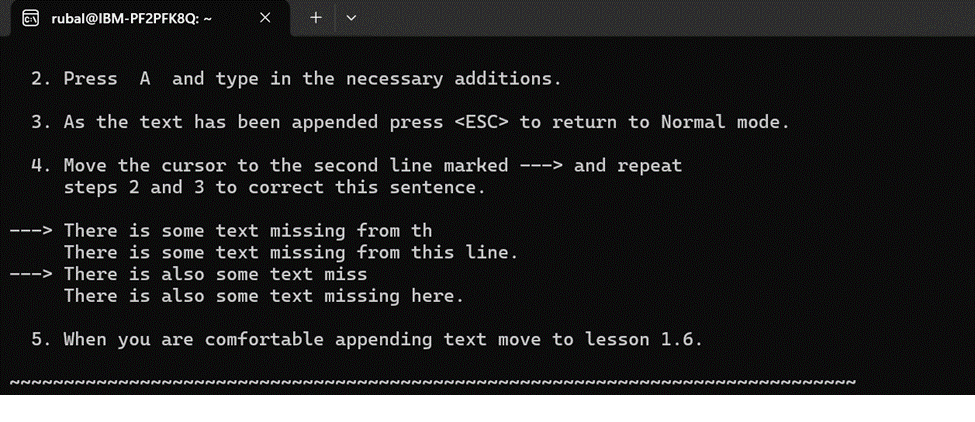 rubal@IBM-PF2PFK8Q: ~
2. Press  A  and type in the necessary additions.
3. As the text has been appended press <ESC> to return to Normal mode.
4. Move the cursor to the second line marked ---> and repeat
steps 2 and 3 to correct this sentence.
---> There is some text missing from th
There is some text missing from this line.
---> There is also some text miss
There is also some text missing here.
5. When you are comfortable appending text move to lesson 1.6.
~~~~~~~~~~~~~~~~~~~~~~~~~~~~~~~~~~~~~~~~~~~~~~~~~~~~~~~~~~~~~~~~~~~~~~~~~~~~~~